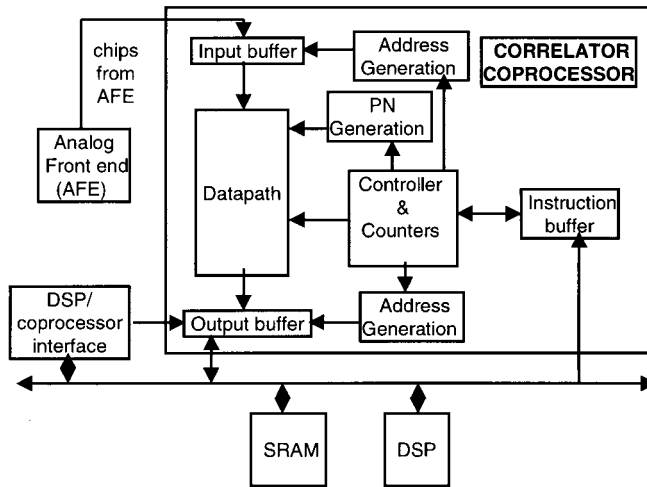 chips
from
AFE
Input buffer
Address
Generation
CORRELATOR
COPROCESSOR
Analog
Front end
(AFE)
Datapath
PN
Generation
Controller
&
Counters
Instruction
buffer
DSP/
coprocessor
interface
Output buffer
Address
Generation
SRAM
DSP